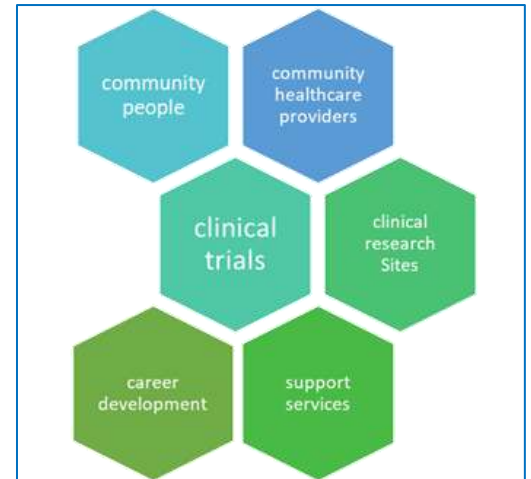 community
people
community
healthcare
providers
clinical
trials
clinical
research
Sites
career
development
support
services